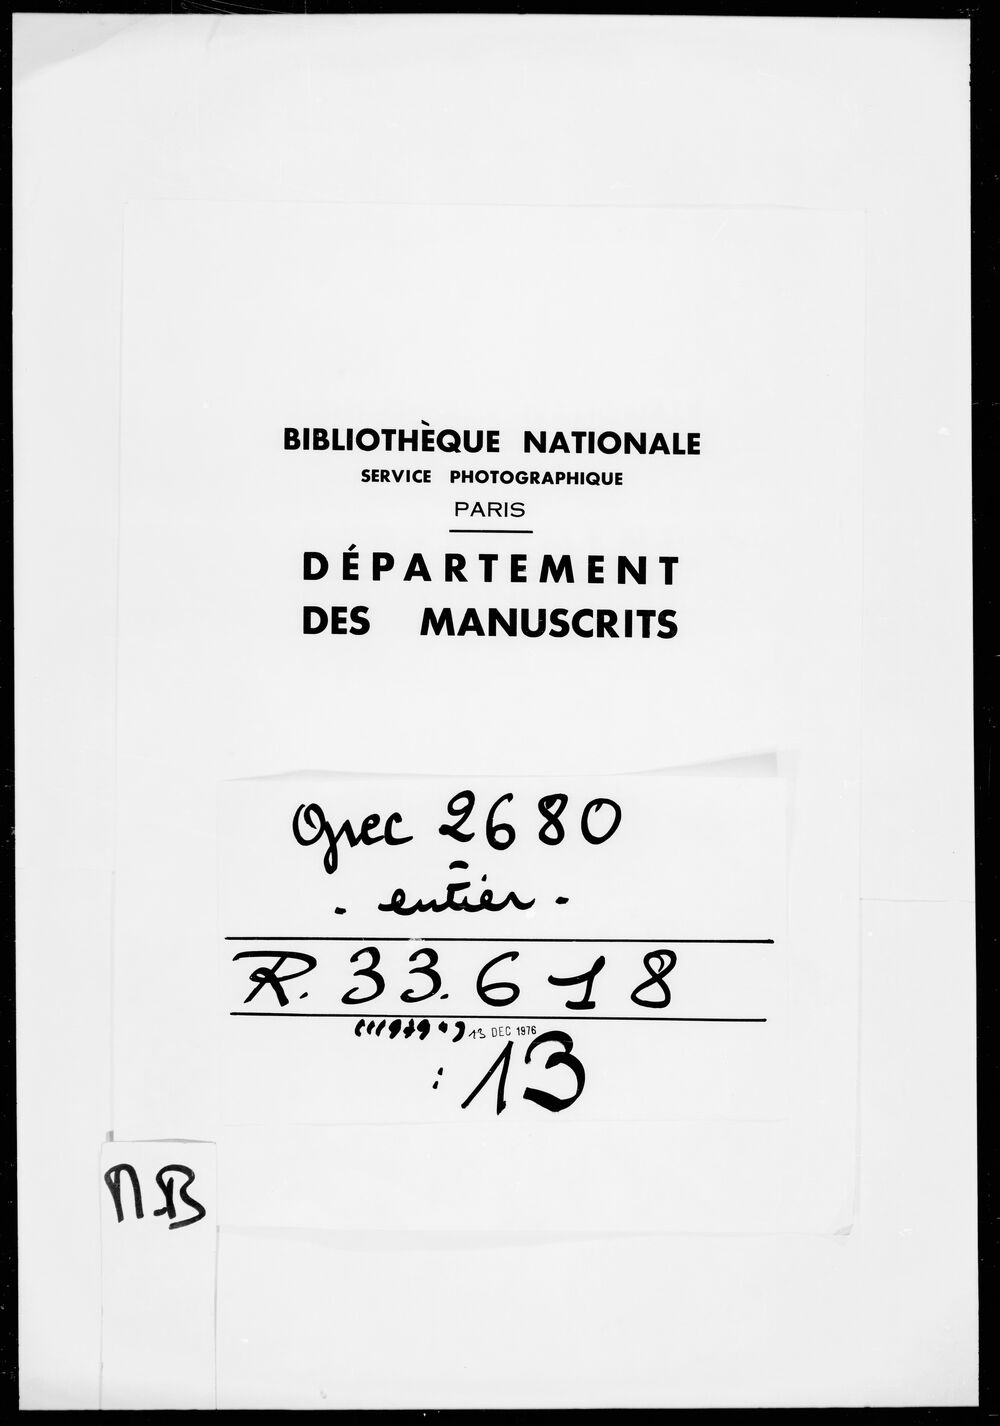 BIBLIOTHÈQUE NATIONALE
SERVICE PHOTOGRAPHIQUE
PARIS
DÉPARTEMENT
DES MANUSCRITS
Grec 2680
- entier -
R. 33.618
13 DEC 1976
: 13
N.B